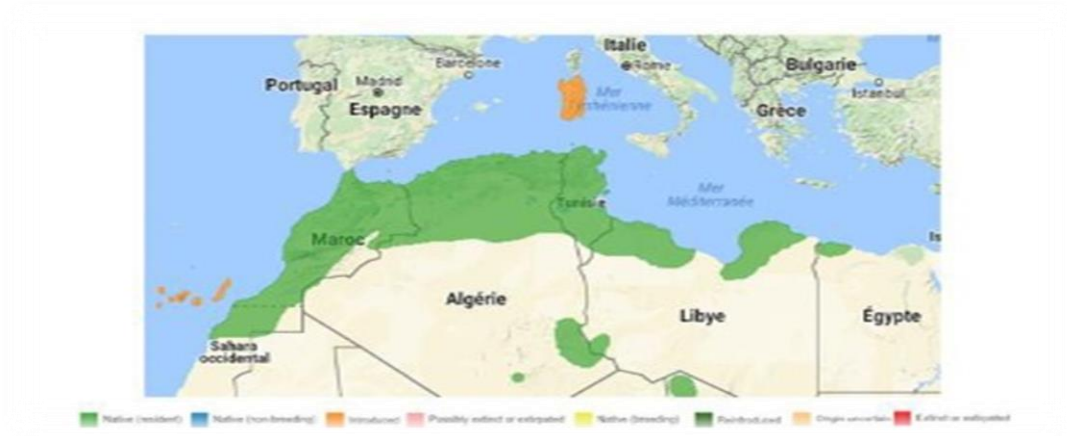 Italie
Barcelone
Rome
Bulgarie
Portugal
Madrid
Mer
Tyrrhénienne
Istanbul
Espagne
Grèce
Mer
Méditerranée
Tunisie
Maroc
Is
Algérie
Libye
Égypte
Sahara
occidental
Native (resident)
Native (non-breeding)
Introduced
Possibly extinct or extirpated
Native (breeding)
Reintroduced
Origin uncertain
Extinct or extirpated